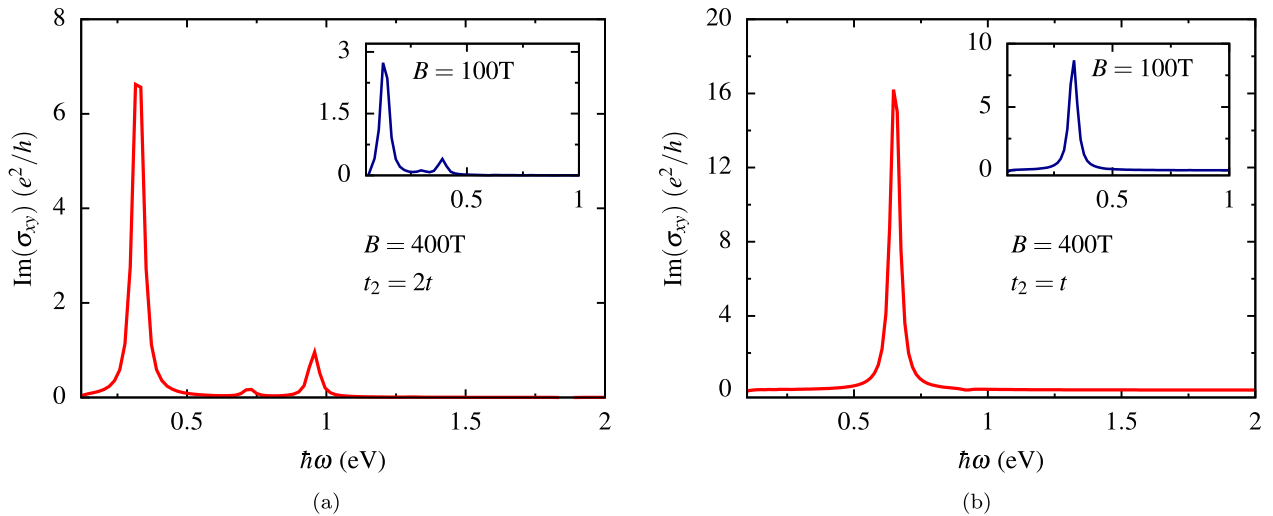 8
6
4
2
0
0.5
1
1.5
2
Im(σxy) (e²/h)
ħω (eV)
B = 400T
t₂ = 2t
3
1.5
0
0.5
1
B = 100T
(a)
20
16
12
8
4
0
0.5
1
1.5
2
Im(σxy) (e²/h)
ħω (eV)
B = 400T
t₂ = t
10
5
0
0.5
1
B = 100T
(b)